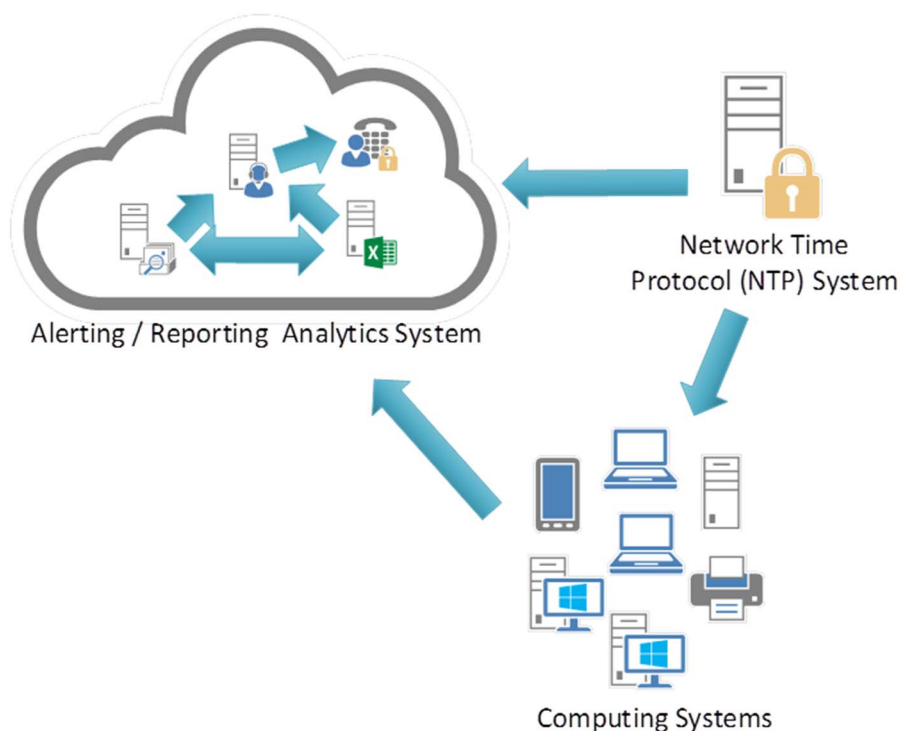 Network Time
Protocol (NTP) System
Alerting / Reporting Analytics System
X
Computing Systems